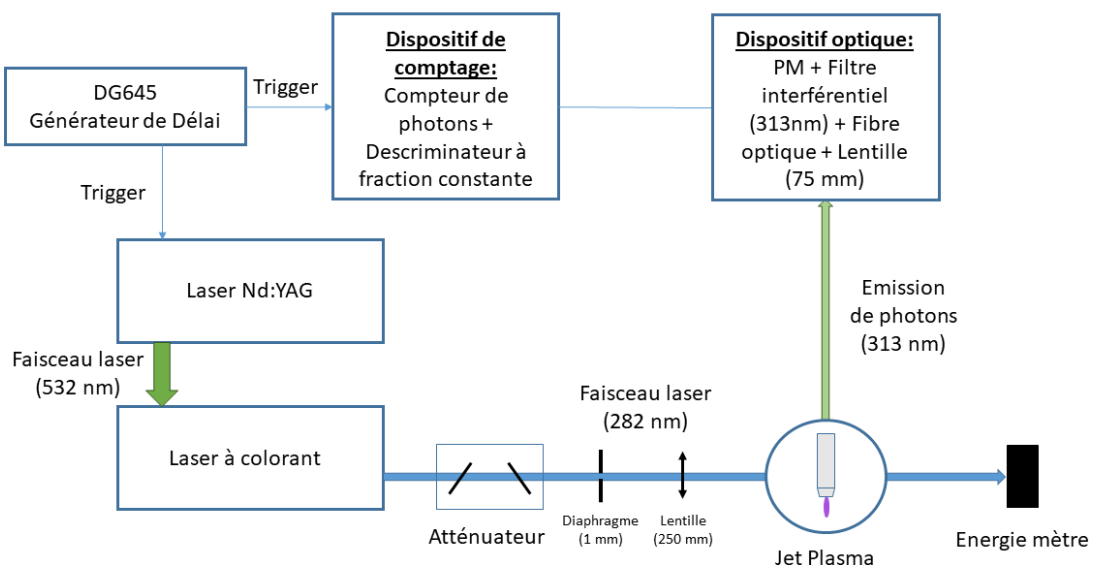 Dispositif de
comptage:
Compteur de
photons +
Descriminateur à
fraction constante
Dispositif optique:
PM + Filtre
interférentiel
(313nm) + Fibre
optique + Lentille
(75 mm)
DG645
Générateur de Délai
Trigger
Trigger
Laser Nd:YAG
Emission
de photons
(313 nm)
Faisceau laser
(532 nm)
Faisceau laser
(282 nm)
Laser à colorant
Atténuateur
Diaphragme
(1 mm)
Lentille
(250 mm)
Jet Plasma
Energie mètre